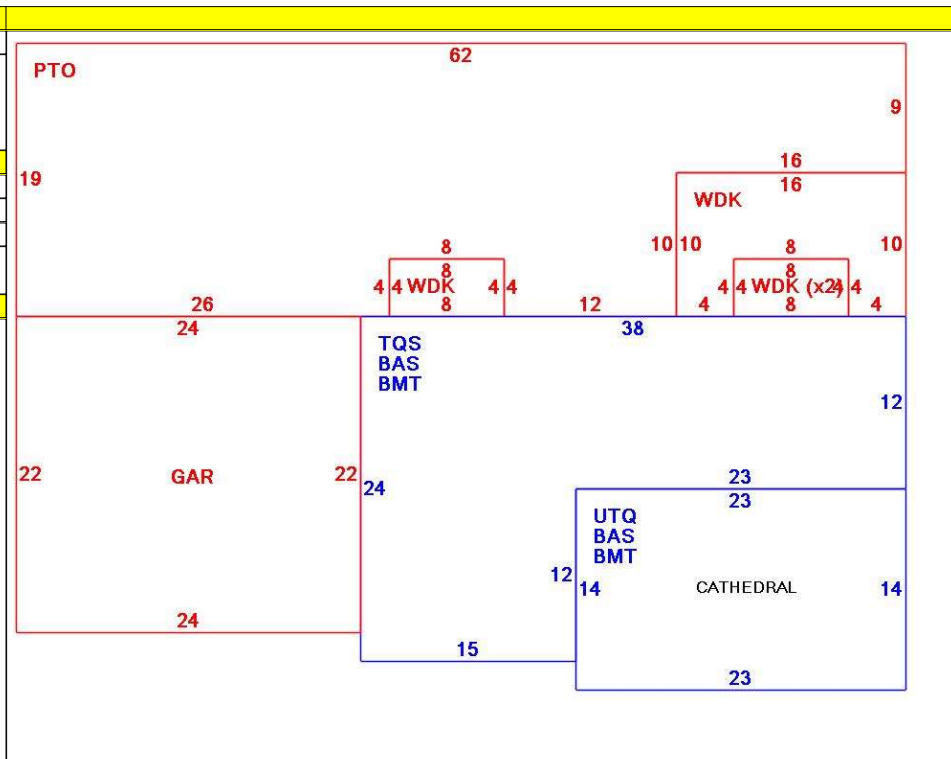 62
PTO
9
19
16
16
WDK
10 10
10
8
8
4 4 WDK 4 4
8
8
8
4 4 WDK (x2) 4 4
8
26
12
4
4
24
38
TQS
BAS
BMT
12
22
GAR
22
24
23
23
UTQ
BAS
BMT
12
14
CATHEDRAL
14
24
15
23